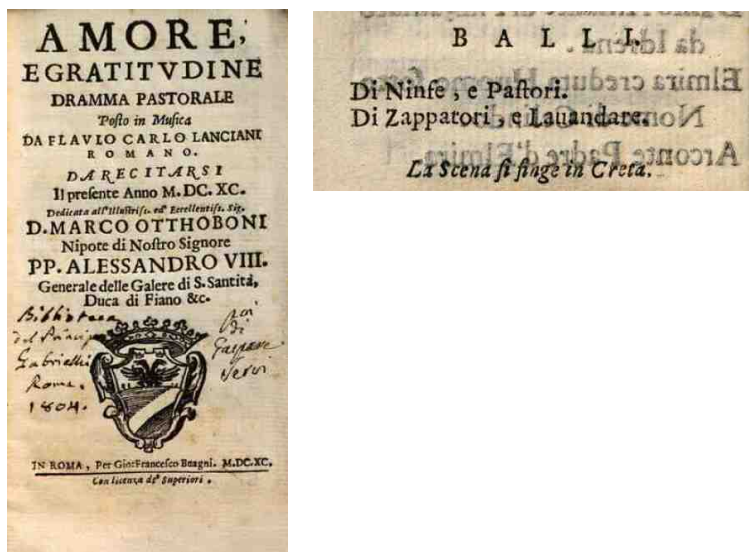 AMORE,
E GRATITVDINE
DRAMMA PASTORALE
Posto in Musica
DA FLAVIO CARLO LANCIANI
ROMANO.
DA RECITARSI
Il presente Anno M. DC. XC.
Dedicata all'Illustriss. ed Eccellentiss. Sig.
D. MARCO OTTHOBONI
Nipote di Nostro Signore
PP. ALESSANDRO VIII.
Generale delle Galere di S. Santità,
Duca di Fiano &c.
Biblioteca
del Principe
Gabrielli
Roma.
1804.
poi
di
Gaspare
Servi
IN ROMA, Per Gio: Francesco Buagni. M.DC.XC.
Con licenza de' Superiori.
BALLI.
Di Ninfe, e Pastori.
Di Zappatori, e Lauandare.
La Scena si finge in Creta.